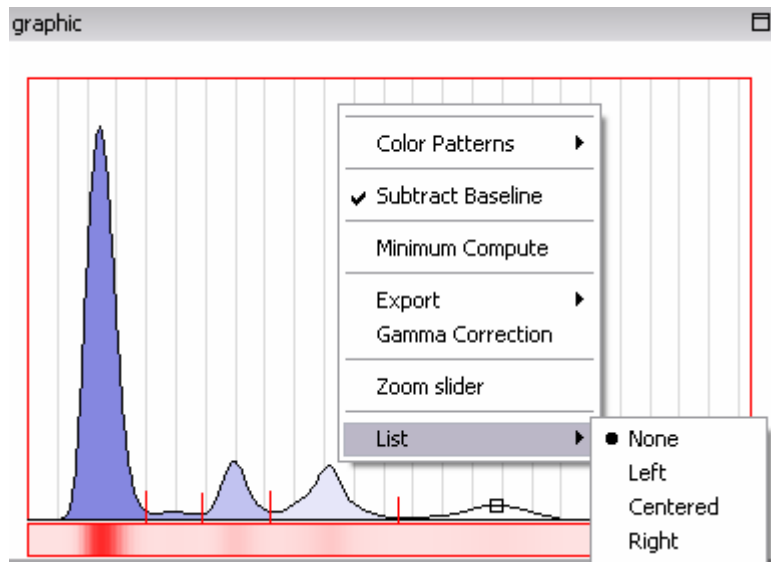 graphic
Color Patterns
Subtract Baseline
Minimum Compute
Export
Gamma Correction
Zoom slider
List
None
Left
Centered
Right